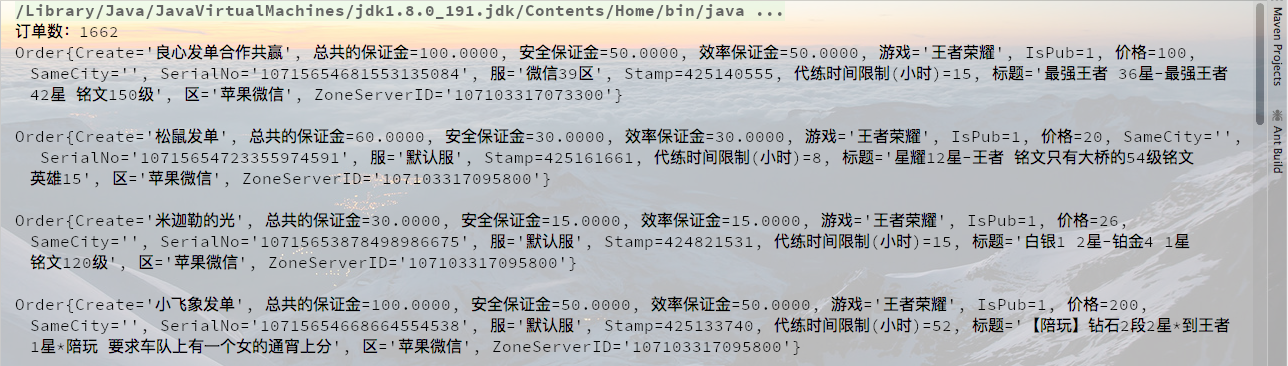 /Library/Java/JavaVirtualMachines/jdk1.8.0_191.jdk/Contents/Home/bin/java ...
订单数：1662
Order{Create='良心发单合作共赢', 总共的保证金=100.0000, 安全保证金=50.0000, 效率保证金=50.0000, 游戏='王者荣耀', IsPub=1, 价格=100,
SameCity='', SerialNo='10715654681553135084', 服='微信39区', Stamp=425140555, 代练时间限制(小时)=15, 标题='最强王者 36星-最强王者
42星 铭文150级', 区='苹果微信', ZoneServerID='107103317073300'}
Order{Create='松鼠发单', 总共的保证金=60.0000, 安全保证金=30.0000, 效率保证金=30.0000, 游戏='王者荣耀', IsPub=1, 价格=20, SameCity='',
SerialNo='10715654723355974591', 服='默认服', Stamp=425161661, 代练时间限制(小时)=8, 标题='星耀12星-王者 铭文只有大桥的54级铭文
英雄15', 区='苹果微信', ZoneServerID='107103317095800'}
Order{Create='米迦勒的光', 总共的保证金=30.0000, 安全保证金=15.0000, 效率保证金=15.0000, 游戏='王者荣耀', IsPub=1, 价格=26,
SameCity='', SerialNo='10715653878498986675', 服='默认服', Stamp=424821531, 代练时间限制(小时)=15, 标题='白银1 2星-铂金4 1星
铭文120级', 区='苹果微信', ZoneServerID='107103317095800'}
Order{Create='小飞象发单', 总共的保证金=100.0000, 安全保证金=50.0000, 效率保证金=50.0000, 游戏='王者荣耀', IsPub=1, 价格=200,
SameCity='', SerialNo='10715654668664554538', 服='默认服', Stamp=425133740, 代练时间限制(小时)=52, 标题='【陪玩】钻石2段2星*到王者
1星*陪玩 要求车队上有一个女的通宵上分', 区='苹果微信', ZoneServerID='107103317095800'}
Maven Projects
Ant Build